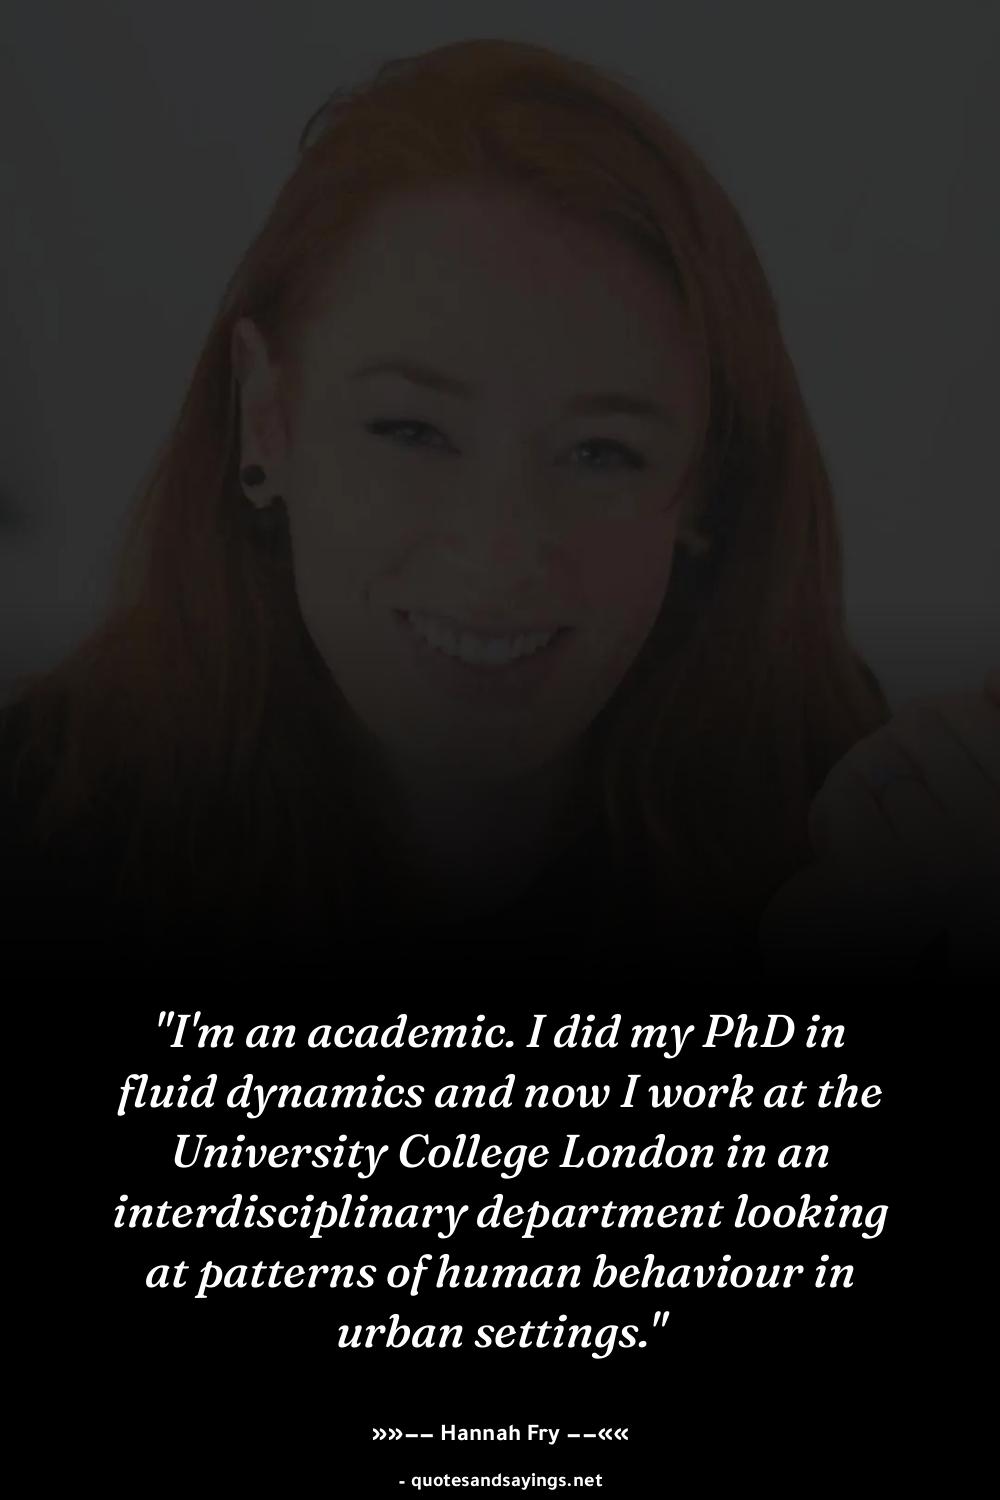 "I'm an academic. I did my PhD in
fluid dynamics and now I work at the
University College London in an
interdisciplinary department looking
at patterns of human behaviour in
urban settings."
»»–– Hannah Fry ––««
- quotesandsayings.net